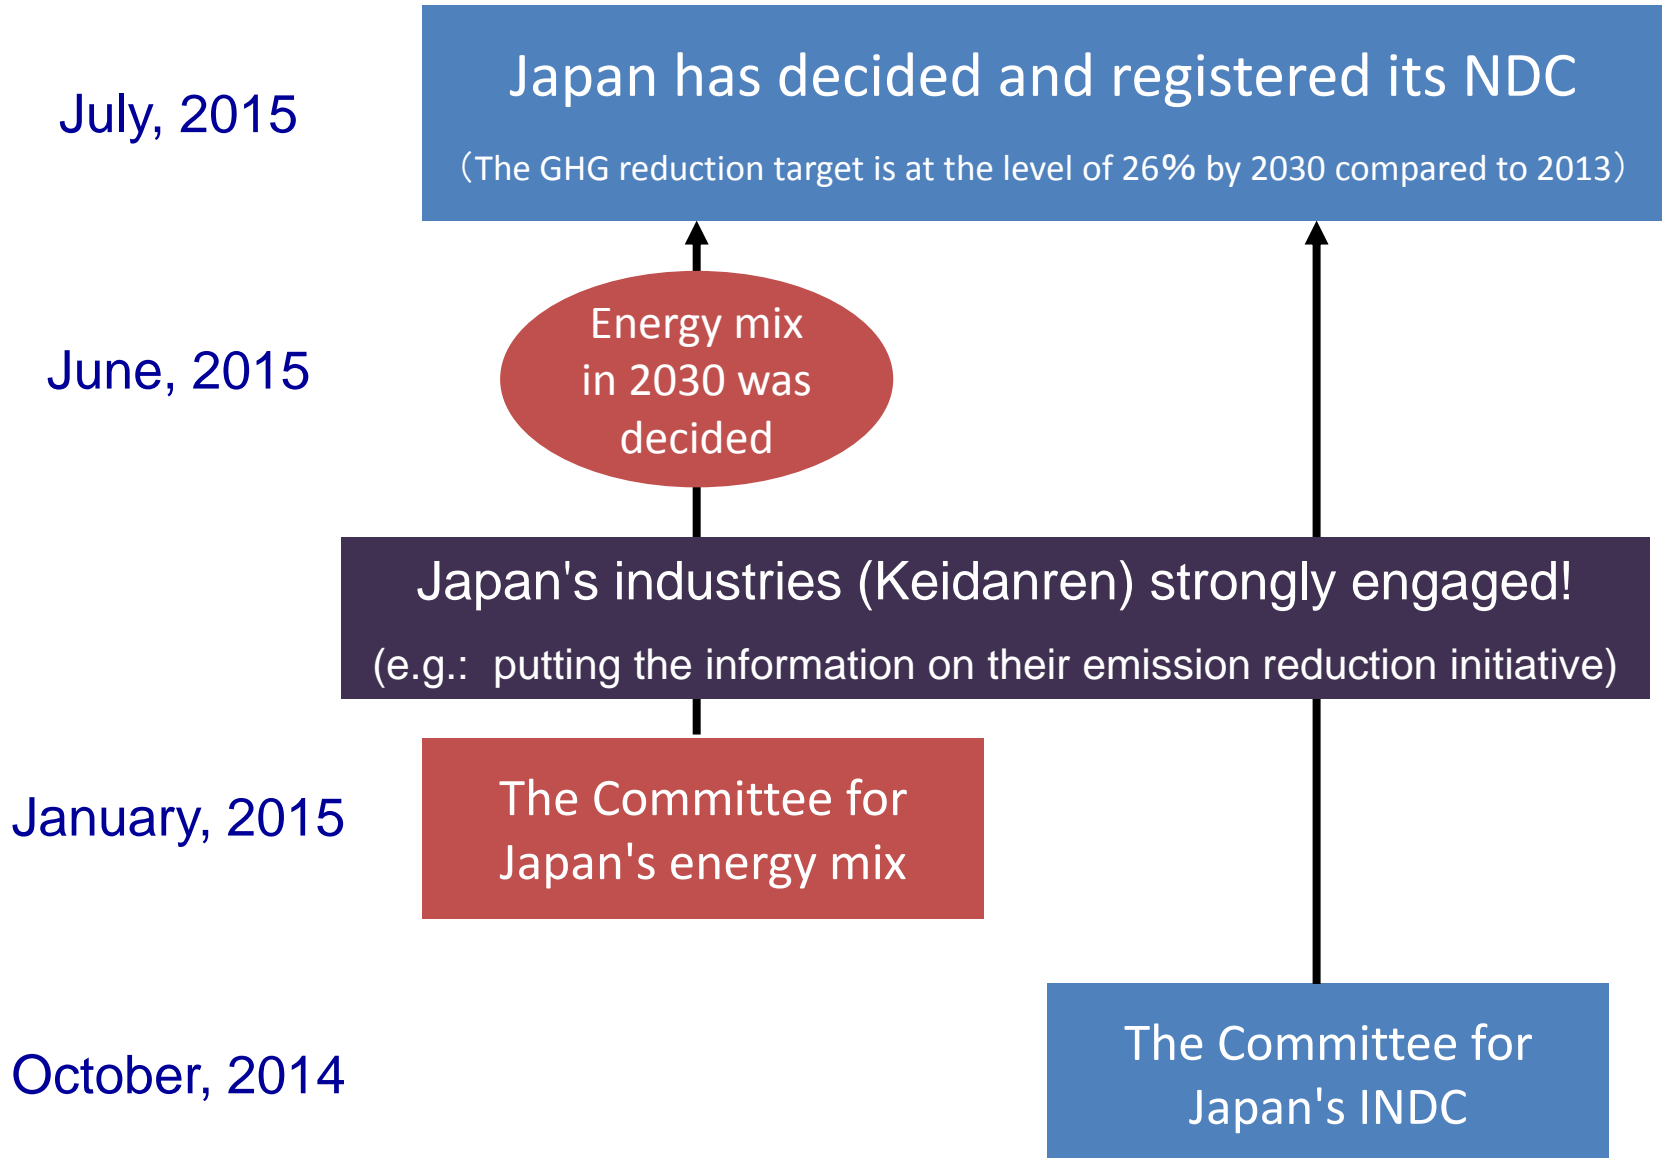 July, 2015
Japan has decided and registered its NDC
（The GHG reduction target is at the level of 26% by 2030 compared to 2013）
June, 2015
Energy mix
in 2030 was
decided
Japan's industries (Keidanren) strongly engaged!
(e.g.:  putting the information on their emission reduction initiative)
January, 2015
The Committee for
Japan's energy mix
October, 2014
The Committee for
Japan's INDC